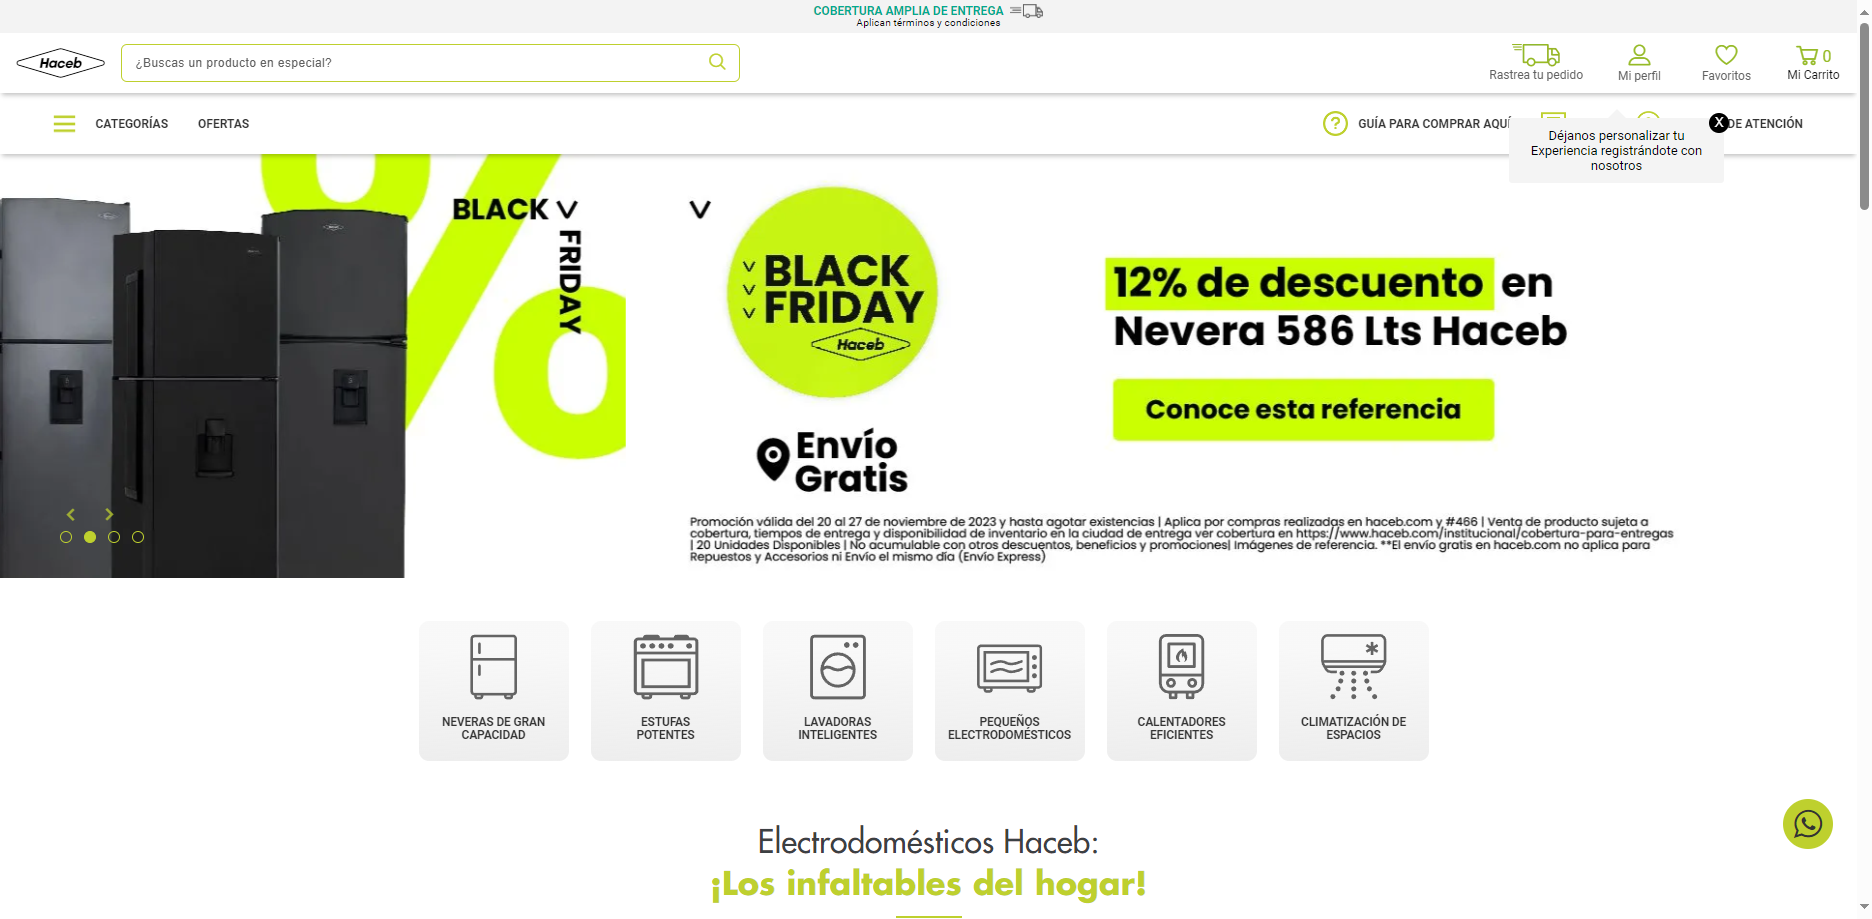 COBERTURA AMPLIA DE ENTREGA
Aplican términos y condiciones
Haceb
¿Buscas un producto en especial?
Rastrea tu pedido
Mi perfil
Favoritos
0
Mi Carrito
CATEGORÍAS
OFERTAS
GUÍA PARA COMPRAR AQUÍ
DE ATENCIÓN
X
Déjanos personalizar tu
Experiencia registrándote con
nosotros
%
BLACK
FRIDAY
BLACK
FRIDAY
Haceb
Envío
Gratis
12% de descuento en
Nevera 586 Lts Haceb
Conoce esta referencia
Promoción válida del 20 al 27 de noviembre de 2023 y hasta agotar existencias | Aplica por compras realizadas en haceb.com y #466 | Venta de producto sujeta a
cobertura, tiempos de entrega y disponibilidad de inventario en la ciudad de entrega ver cobertura en https://www.haceb.com/institucional/cobertura-para-entregas
| 20 Unidades Disponibles | No acumulable con otros descuentos, beneficios y promociones| Imágenes de referencia. **El envío gratis en haceb.com no aplica para
Repuestos y Accesorios ni Envío el mismo día (Envío Express)
NEVERAS DE GRAN
CAPACIDAD
ESTUFAS
POTENTES
LAVADORAS
INTELIGENTES
PEQUEÑOS
ELECTRODOMÉSTICOS
CALENTADORES
EFICIENTES
CLIMATIZACIÓN DE
ESPACIOS
Electrodomésticos Haceb:
¡Los infaltables del hogar!